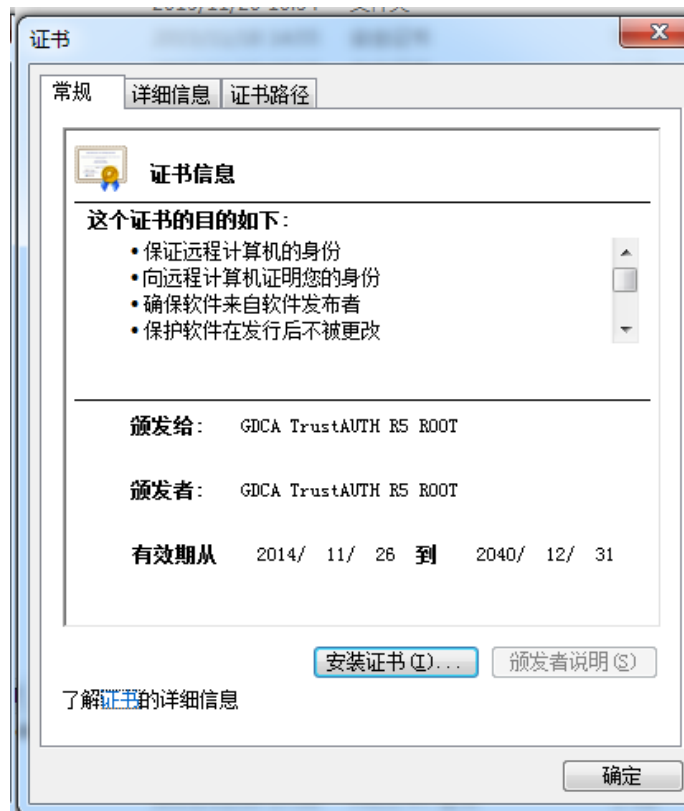 证书
常规 详细信息 证书路径
证书信息
这个证书的目的如下:
•保证远程计算机的身份
•向远程计算机证明您的身份
•确保软件来自软件发布者
•保护软件在发行后不被更改
颁发给: GDCA TrustAUTH R5 ROOT
颁发者: GDCA TrustAUTH R5 ROOT
有效期从 2014/ 11/ 26 到 2040/ 12/ 31
安装证书(I)... 颁发者说明(S)
了解证书的详细信息
确定